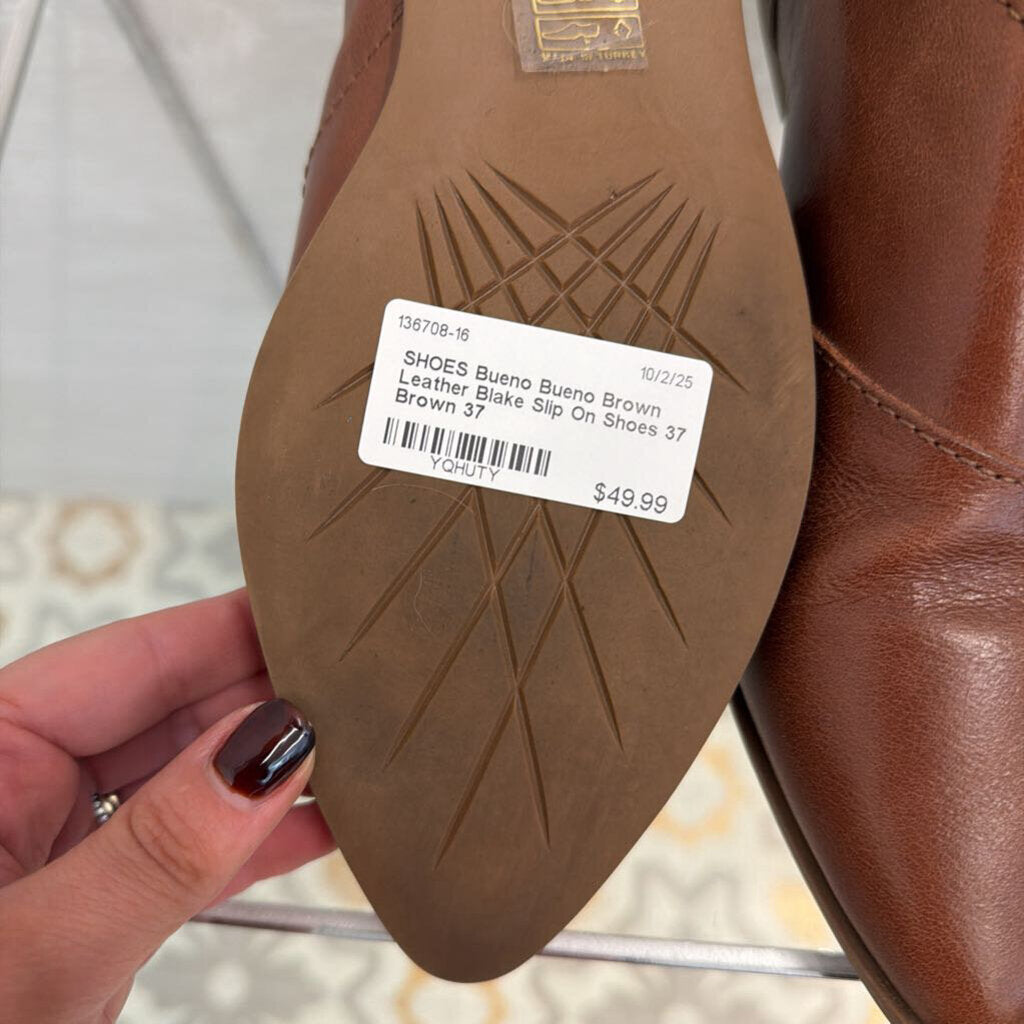 MADE IN TURKEY
136708-16
10/2/25
SHOES Bueno Bueno Brown
Leather Blake Slip On Shoes 37
Brown 37
YQHUTY
$49.99